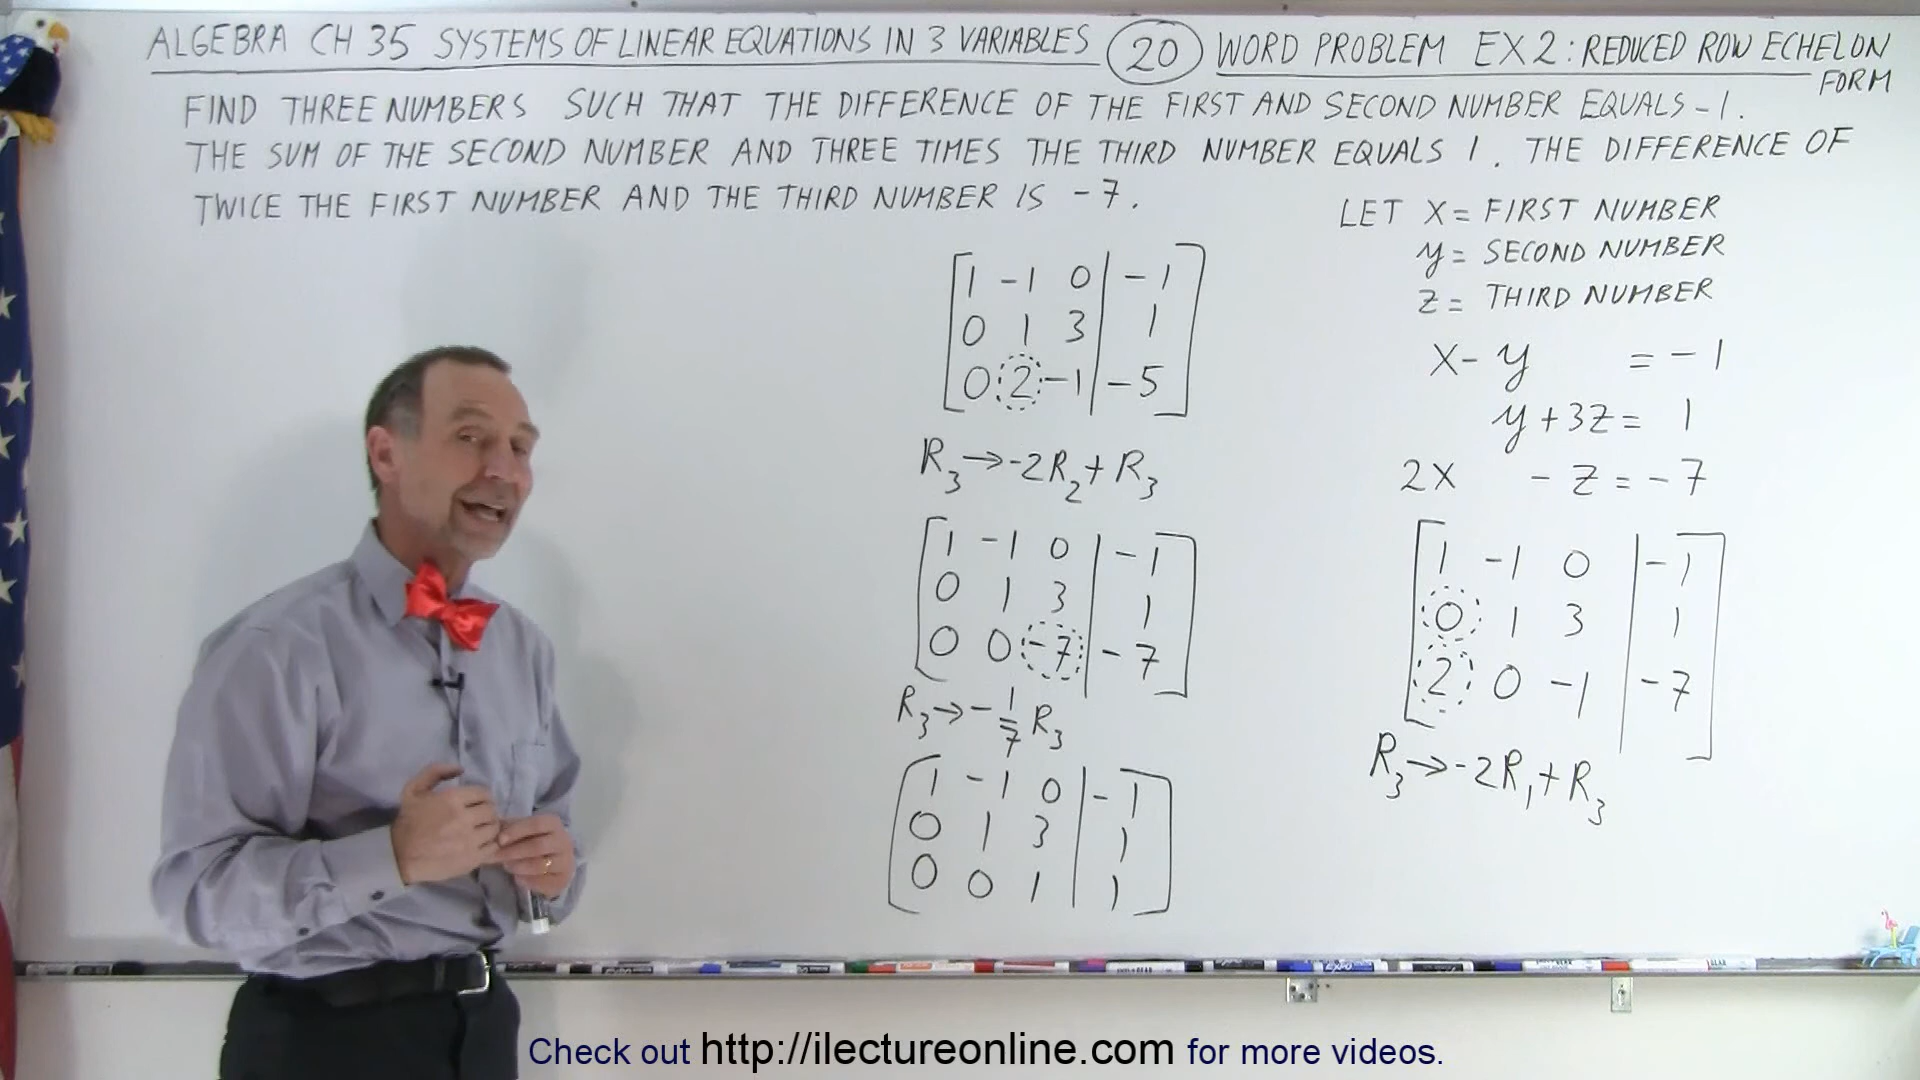 ALGEBRA CH 35 SYSTEMS OF LINEAR EQUATIONS IN 3 VARIABLES 20 WORD PROBLEM EX 2: REDUCED ROW ECHELON FORM
FIND THREE NUMBERS SUCH THAT THE DIFFERENCE OF THE FIRST AND SECOND NUMBER EQUALS -1.
THE SUM OF THE SECOND NUMBER AND THREE TIMES THE THIRD NUMBER EQUALS 1. THE DIFFERENCE OF
TWICE THE FIRST NUMBER AND THE THIRD NUMBER IS -7.
LET X = FIRST NUMBER
y = SECOND NUMBER
Z = THIRD NUMBER
X - y = -1
y + 3Z = 1
2X - Z = -7
1 -1 0 | -1
0 1 3 | 1
2 0 -1 | -7
R3 → -2R1 + R3
1 -1 0 | -1
0 1 3 | 1
0 2 -1 | -5
R3 → -2R2 + R3
1 -1 0 | -1
0 1 3 | 1
0 0 -7 | -7
R3 → -1/7 R3
1 -1 0 | -1
0 1 3 | 1
0 0 1 | 1
Check out http://ilectureonline.com for more videos.